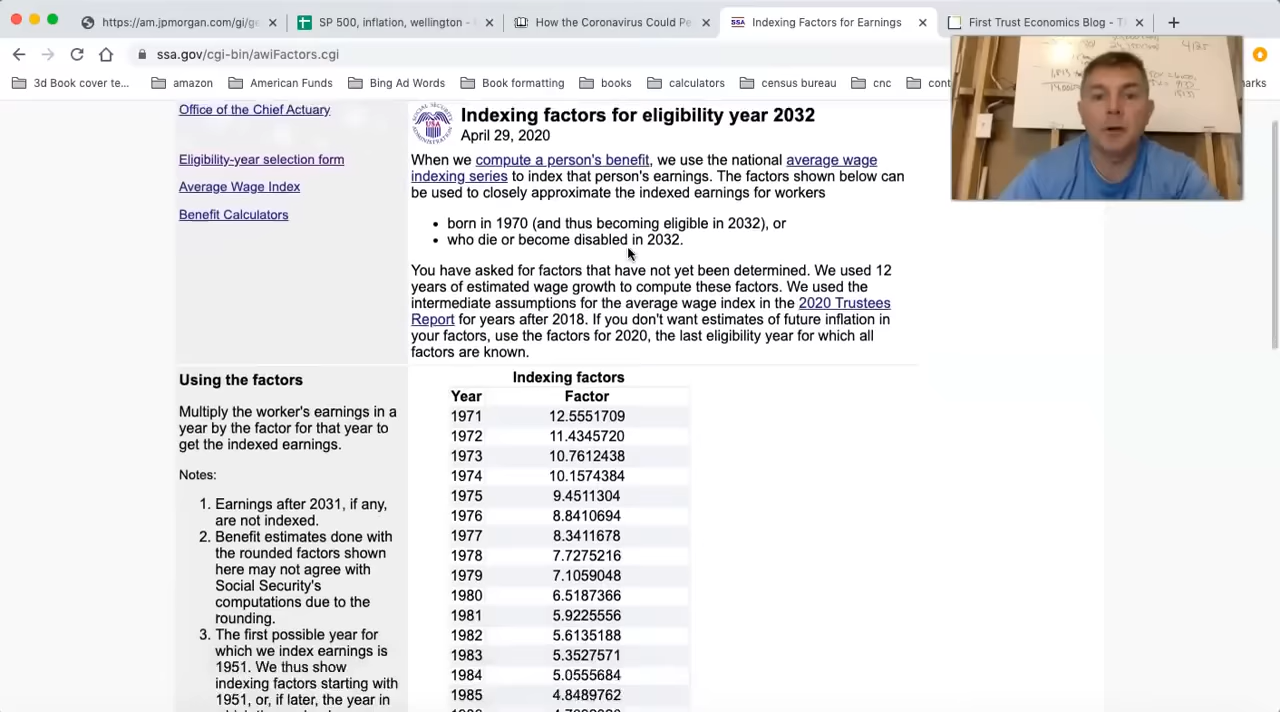 https://am.jpmorgan.com/gi/ge
SP 500, inflation, wellington -
How the Coronavirus Could Pe
Indexing Factors for Earnings
First Trust Economics Blog - T
ssa.gov/cgi-bin/awiFactors.cgi
3d Book cover te...
amazon
American Funds
Bing Ad Words
Book formatting
books
calculators
census bureau
cnc
cont
arks
Office of the Chief Actuary
Eligibility-year selection form
Average Wage Index
Benefit Calculators
Indexing factors for eligibility year 2032
April 29, 2020
When we compute a person's benefit, we use the national average wage
indexing series to index that person's earnings. The factors shown below can
be used to closely approximate the indexed earnings for workers
• born in 1970 (and thus becoming eligible in 2032), or
• who die or become disabled in 2032.
You have asked for factors that have not yet been determined. We used 12
years of estimated wage growth to compute these factors. We used the
intermediate assumptions for the average wage index in the 2020 Trustees
Report for years after 2018. If you don't want estimates of future inflation in
your factors, use the factors for 2020, the last eligibility year for which all
factors are known.
Using the factors
Multiply the worker's earnings in a
year by the factor for that year to
get the indexed earnings.
Notes:
1. Earnings after 2031, if any,
are not indexed.
2. Benefit estimates done with
the rounded factors shown
here may not agree with
Social Security's
computations due to the
rounding.
3. The first possible year for
which we index earnings is
1951. We thus show
indexing factors starting with
1951, or, if later, the year in
Indexing factors
Year Factor
1971 12.5551709
1972 11.4345720
1973 10.7612438
1974 10.1574384
1975 9.4511304
1976 8.8410694
1977 8.3411678
1978 7.7275216
1979 7.1059048
1980 6.5187366
1981 5.9225556
1982 5.6135188
1983 5.3527571
1984 5.0555684
1985 4.8489762